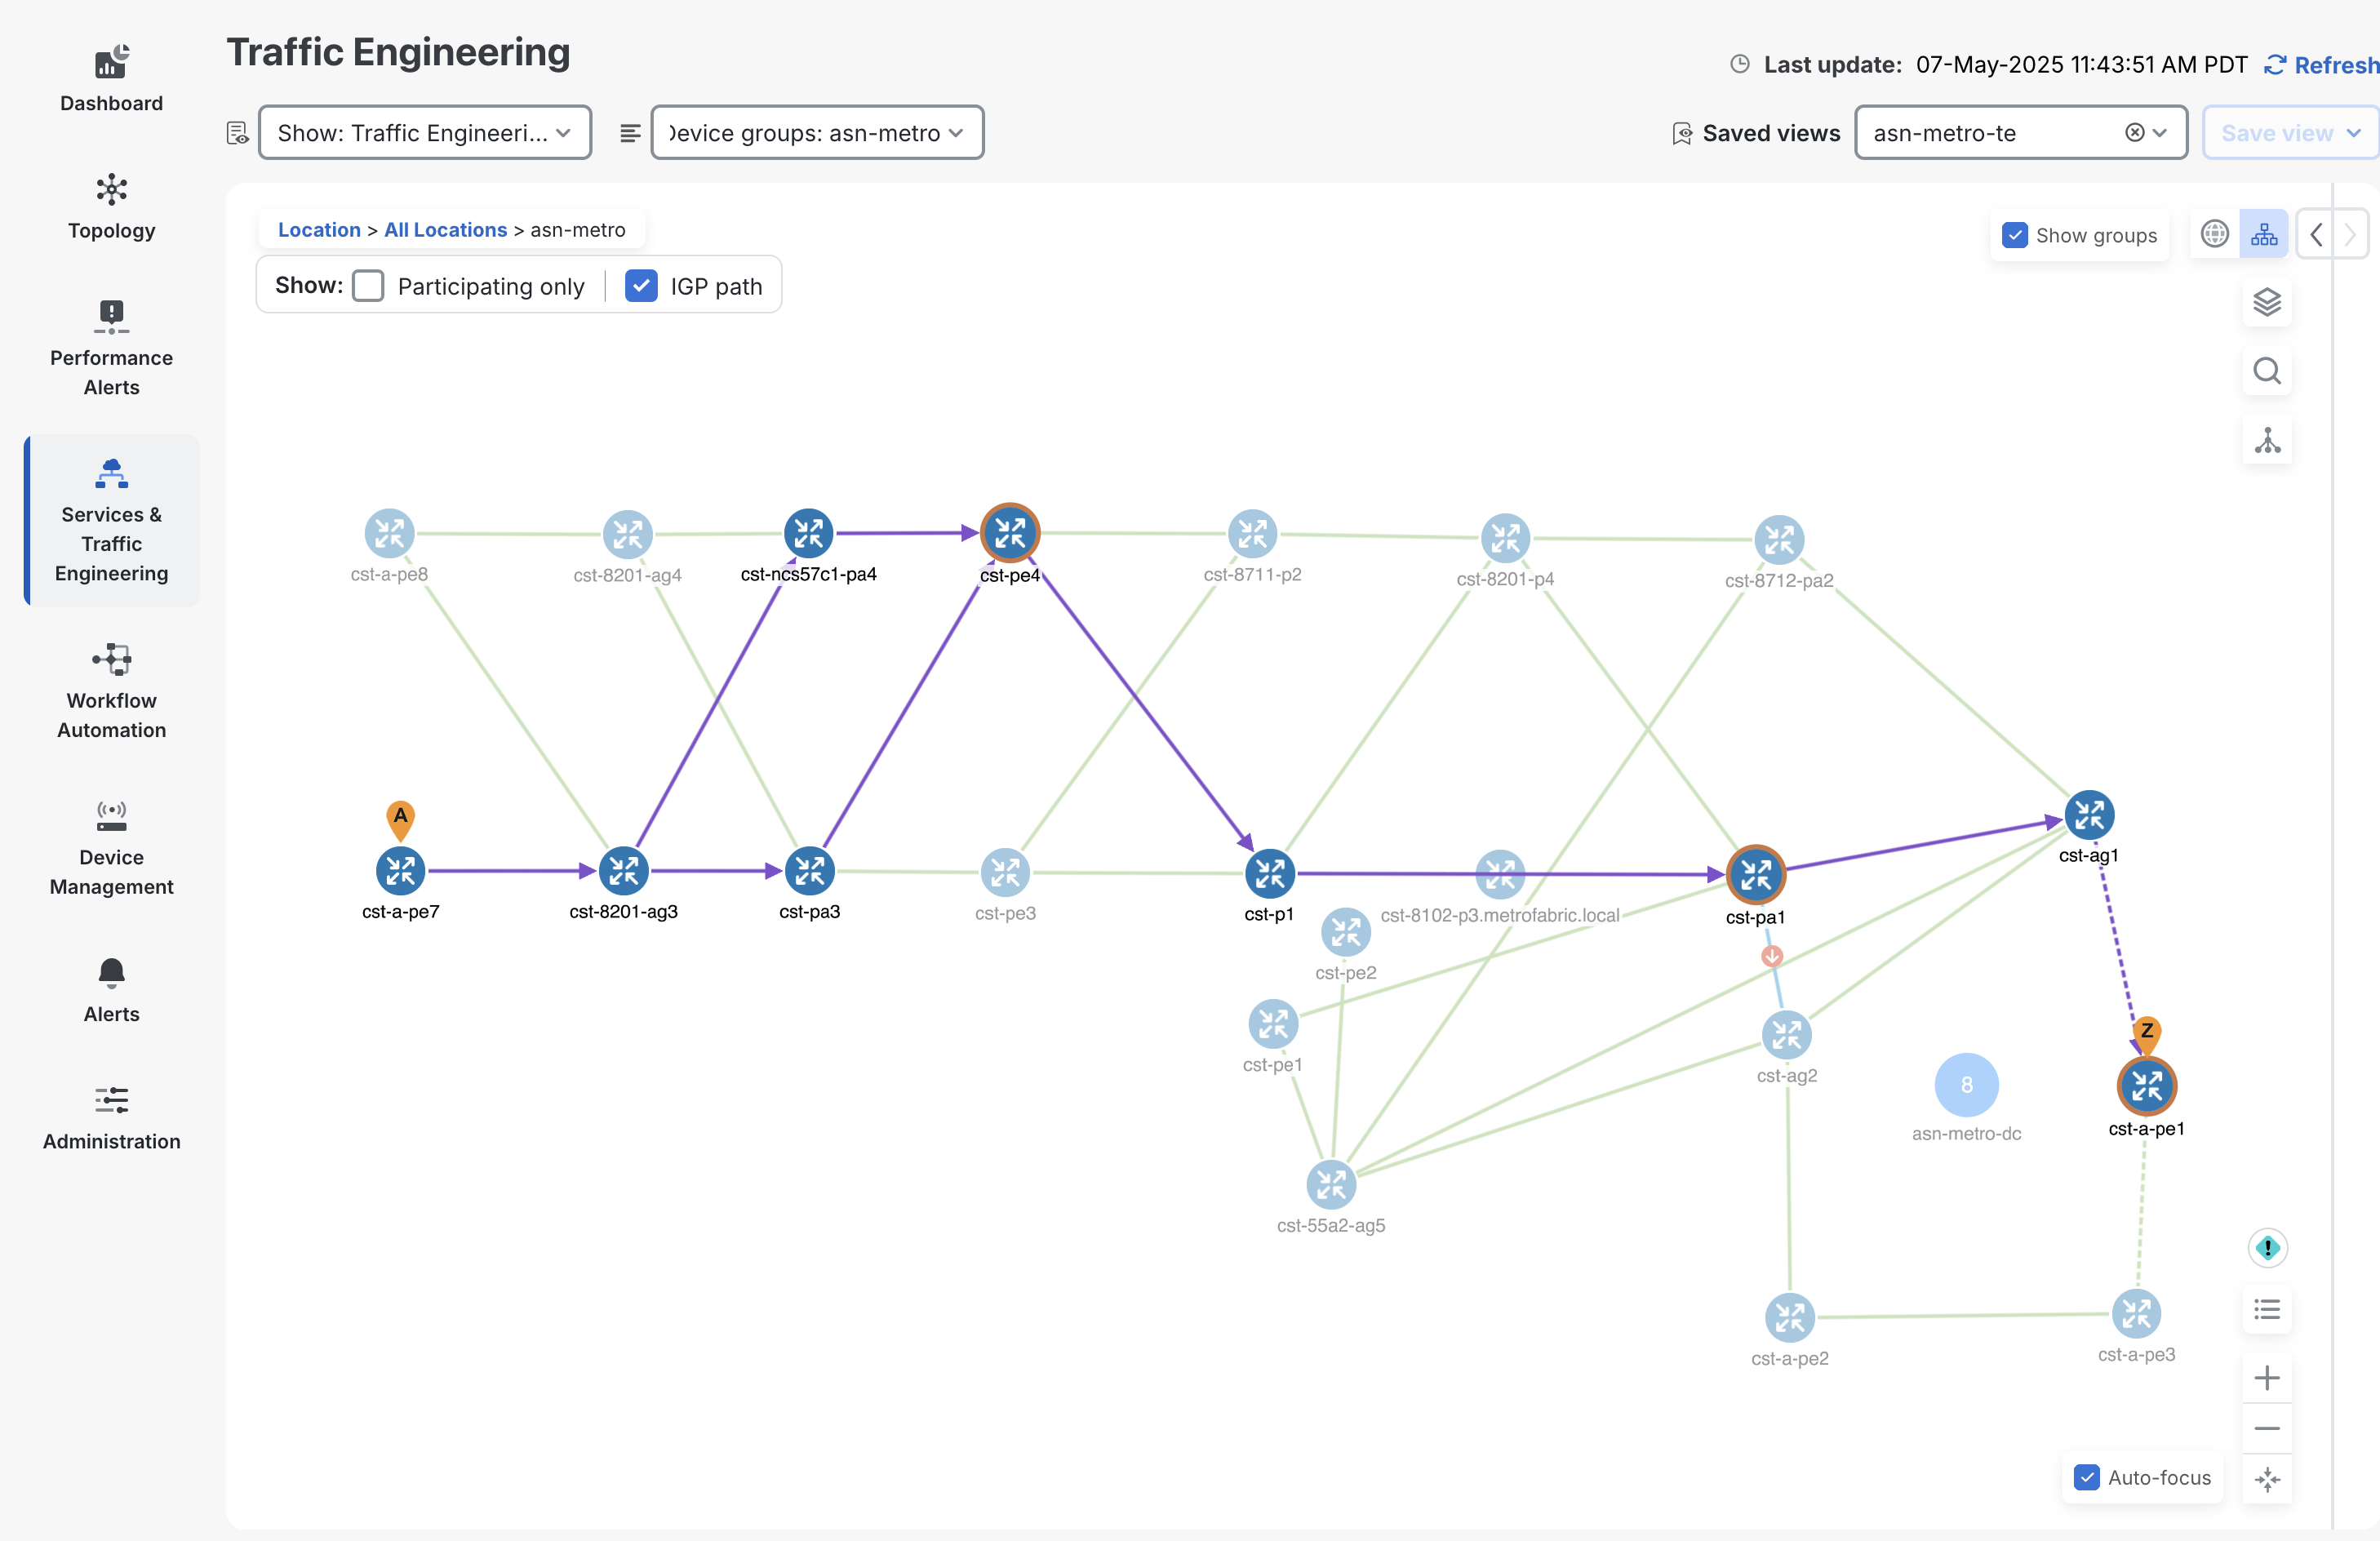 Traffic Engineering
Last update: 07-May-2025 11:43:51 AM PDT
Refresh
Show: Traffic Engineeri...
Device groups: asn-metro
Saved views
asn-metro-te
Save view
Dashboard
Topology
Performance
Alerts
Services &
Traffic
Engineering
Workflow
Automation
Device
Management
Alerts
Administration
Location > All Locations > asn-metro
Show groups
Show: Participating only | IGP path
cst-a-pe8
cst-8201-ag4
cst-ncs57c1-pa4
cst-pe4
cst-8711-p2
cst-8201-p4
cst-8712-pa2
A
cst-a-pe7
cst-8201-ag3
cst-pa3
cst-pe3
cst-p1
cst-8102-p3.metrofabric.local
cst-pa1
cst-ag1
cst-pe2
cst-pe1
cst-ag2
Z
8
asn-metro-dc
cst-a-pe1
cst-55a2-ag5
cst-a-pe2
cst-a-pe3
Auto-focus